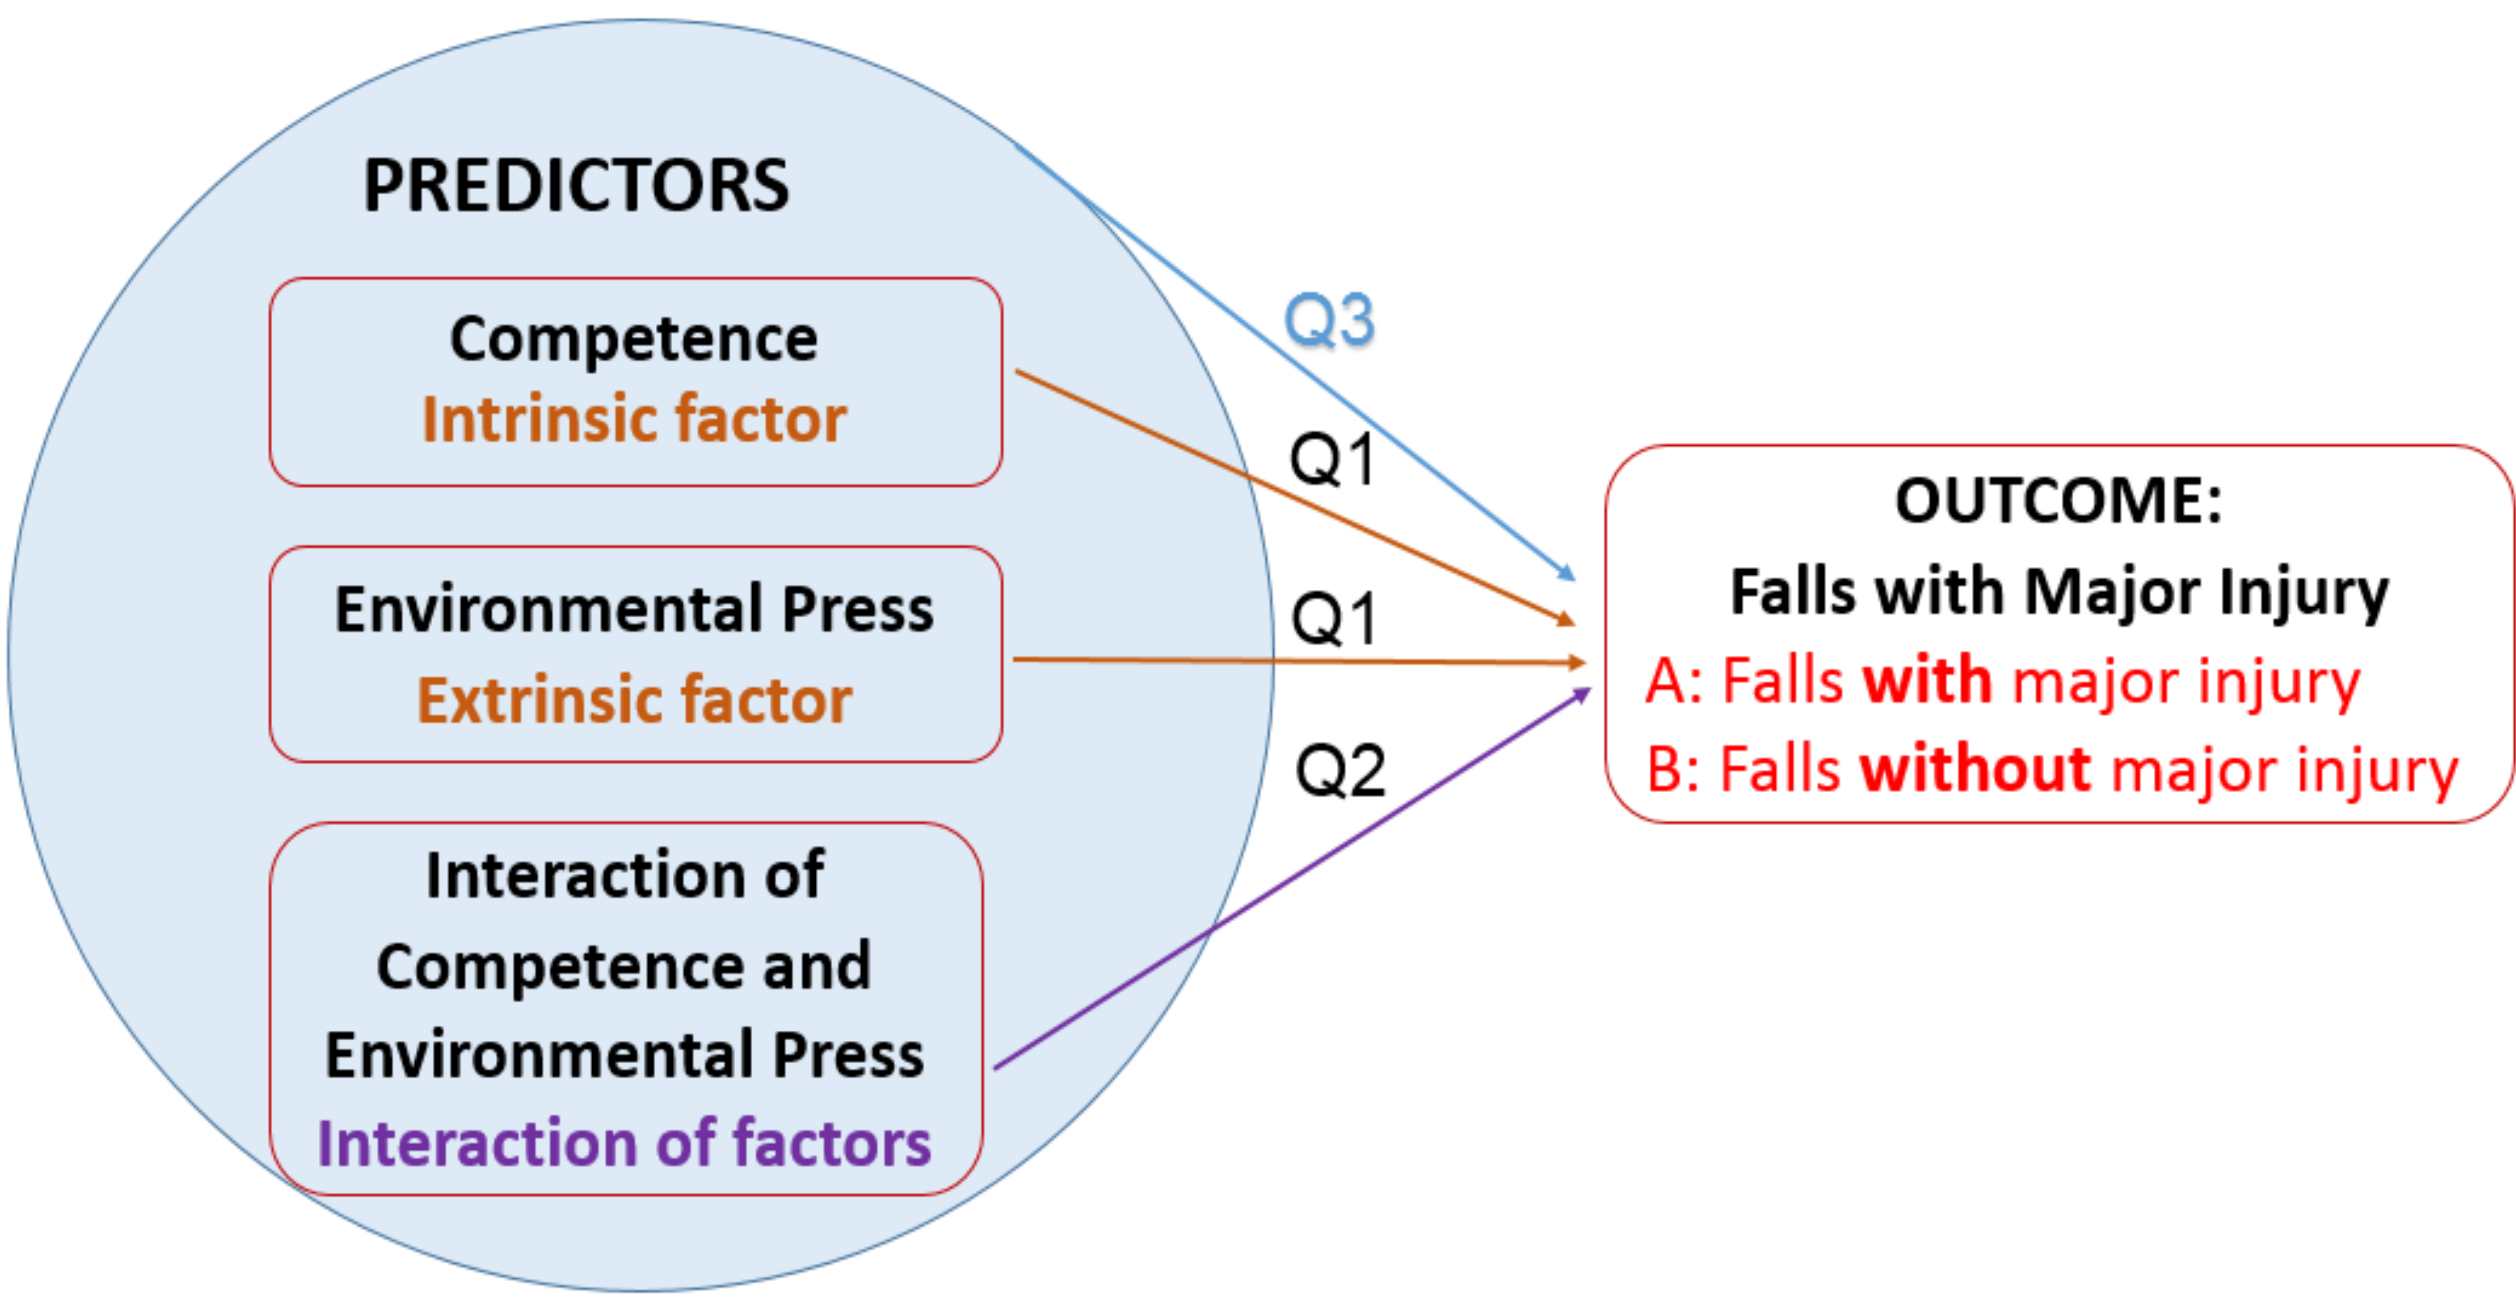 PREDICTORS
Competence
Intrinsic factor
Environmental Press
Extrinsic factor
Interaction of
Competence and
Environmental Press
Interaction of factors
Q3
Q1
Q1
Q2
OUTCOME:
Falls with Major Injury
A: Falls with major injury
B: Falls without major injury